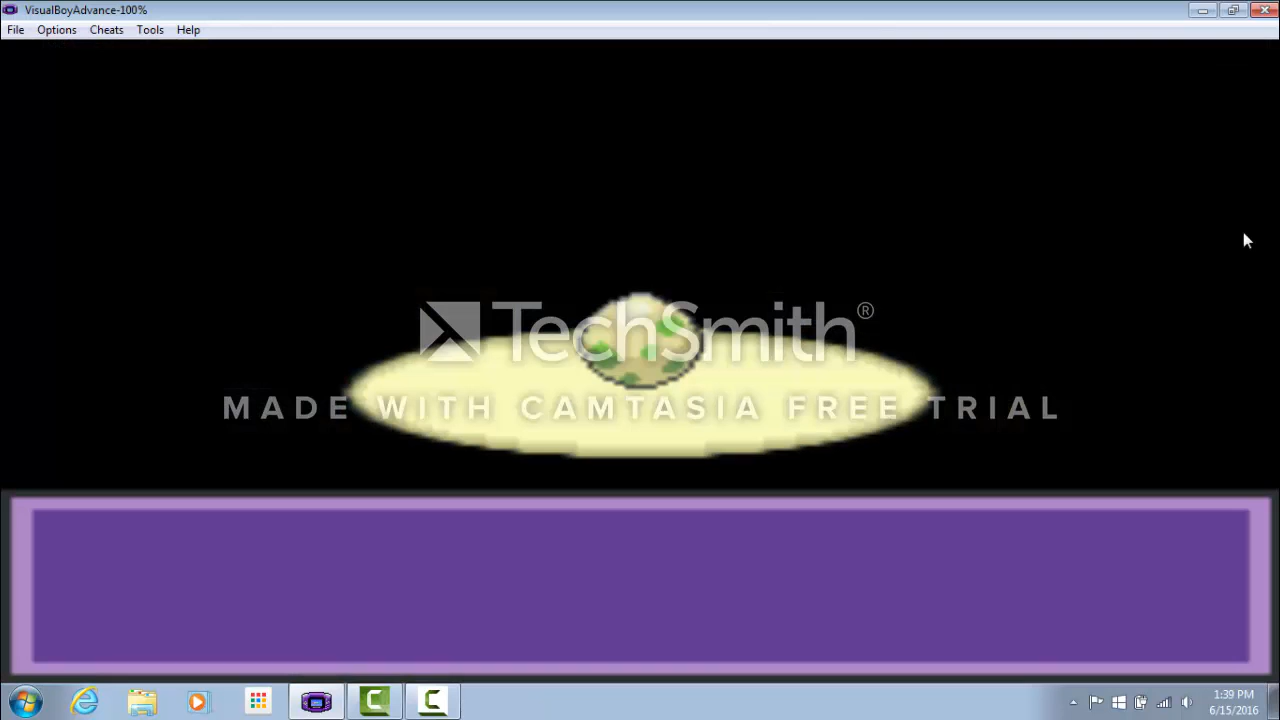 VisualBoyAdvance-100%
File Options Cheats Tools Help
TechSmith®
MADE WITH CAMTASIA FREE TRIAL
1:39 PM
6/15/2016